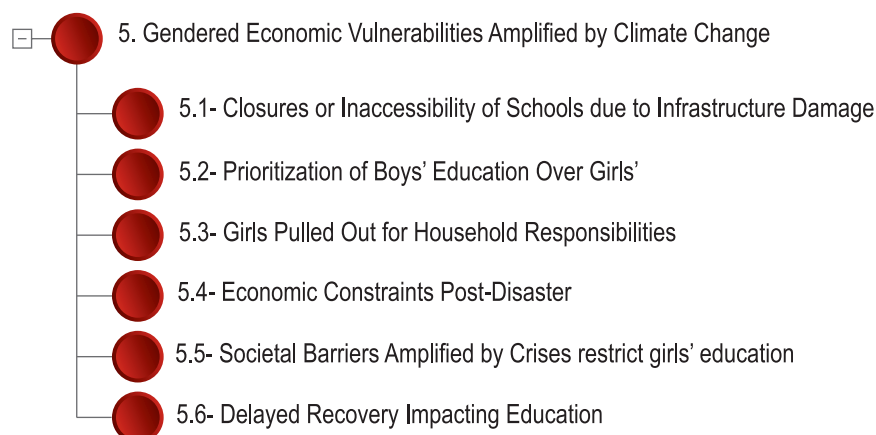 5. Gendered Economic Vulnerabilities Amplified by Climate Change
5.1- Closures or Inaccessibility of Schools due to Infrastructure Damage
5.2- Prioritization of Boys’ Education Over Girls’
5.3- Girls Pulled Out for Household Responsibilities
5.4- Economic Constraints Post-Disaster
5.5- Societal Barriers Amplified by Crises restrict girls’ education
5.6- Delayed Recovery Impacting Education